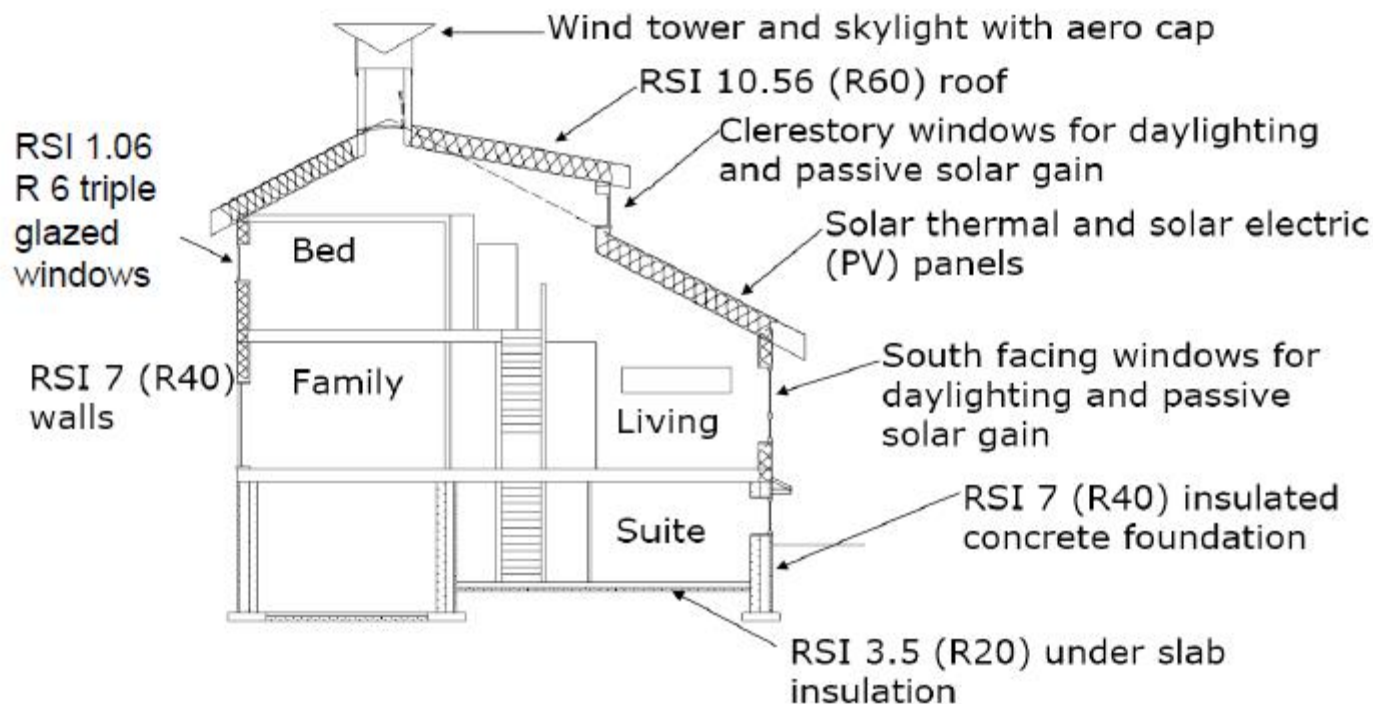 Wind tower and skylight with aero cap
RSI 10.56 (R60) roof
Clerestory windows for daylighting
and passive solar gain
RSI 1.06
R 6 triple
glazed
windows
Solar thermal and solar electric
(PV) panels
Bed
South facing windows for
daylighting and passive
solar gain
RSI 7 (R40)
walls
Family
Living
RSI 7 (R40) insulated
concrete foundation
Suite
RSI 3.5 (R20) under slab
insulation